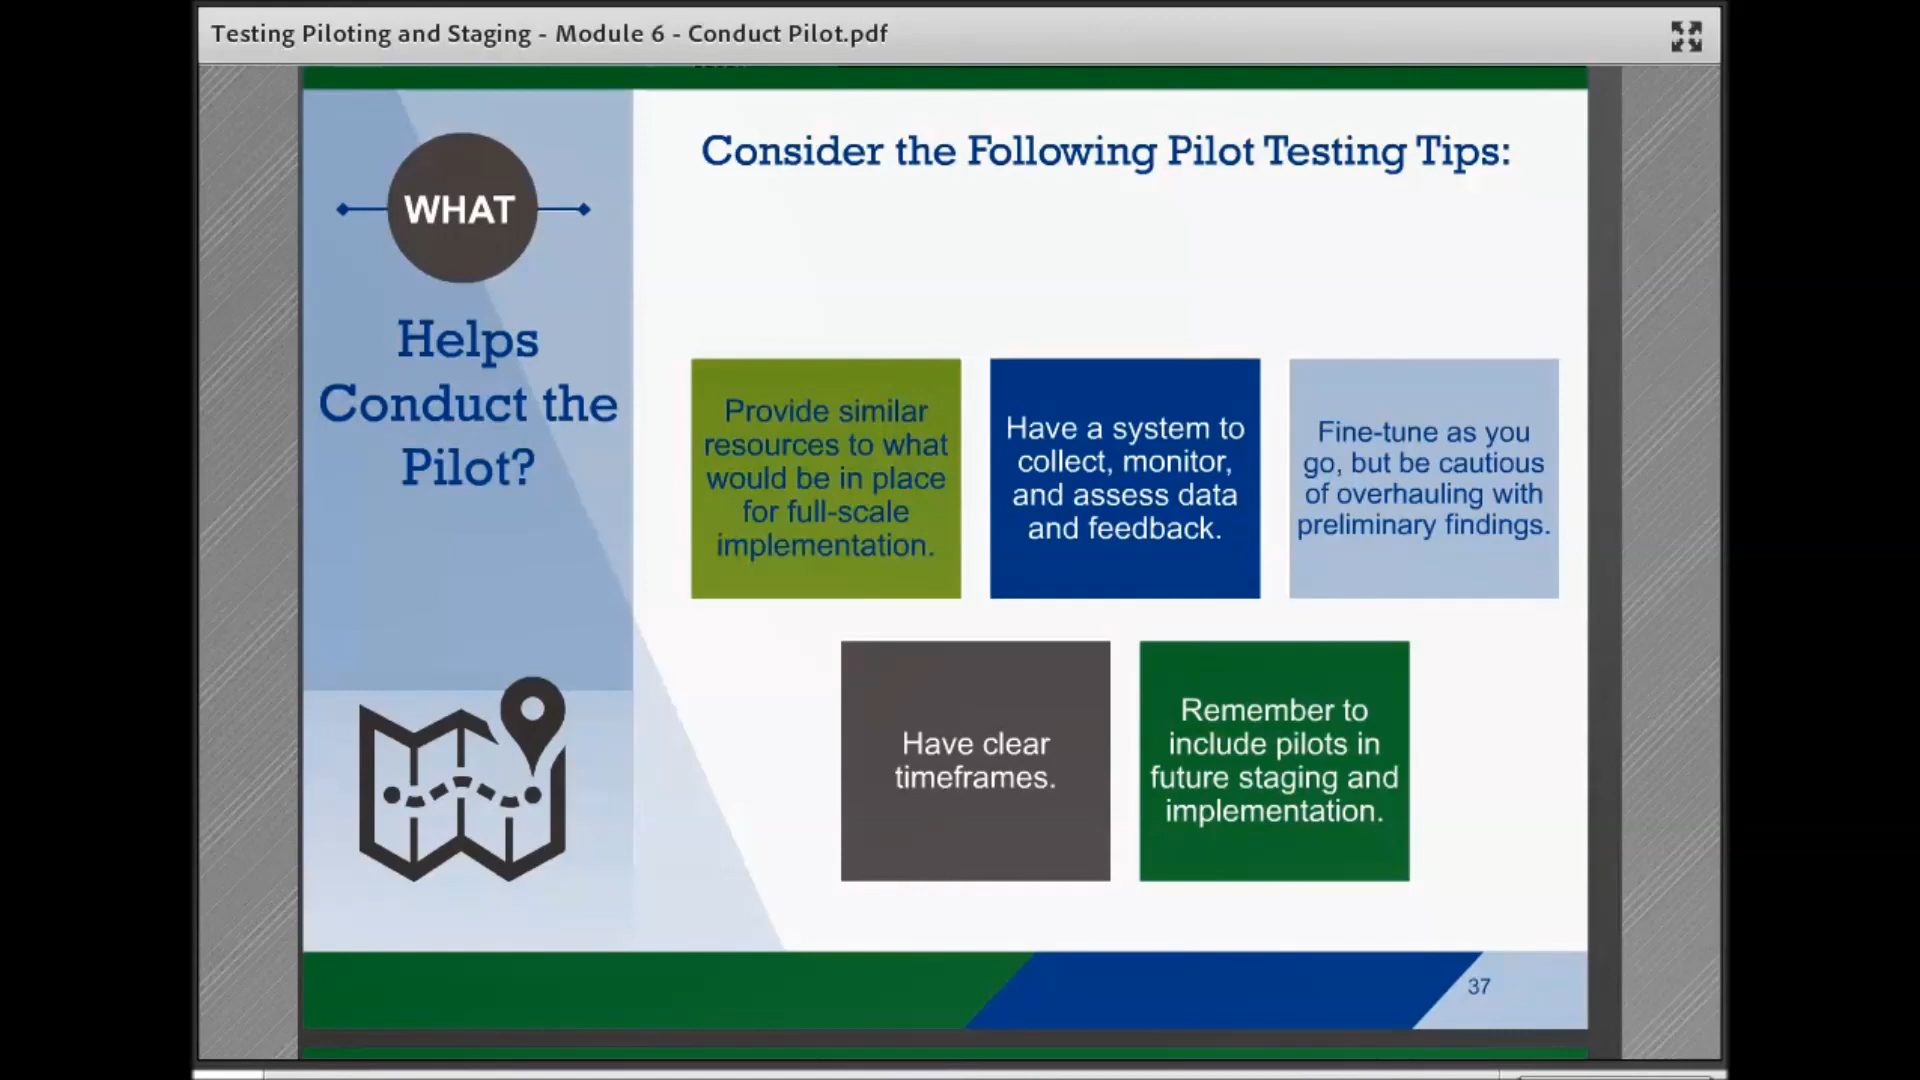 Testing Piloting and Staging - Module 6 - Conduct Pilot.pdf
WHAT
Helps
Conduct the
Pilot?
Consider the Following Pilot Testing Tips:
Provide similar
resources to what
would be in place
for full-scale
implementation.
Have a system to
collect, monitor,
and assess data
and feedback.
Fine-tune as you
go, but be cautious
of overhauling with
preliminary findings.
Have clear
timeframes.
Remember to
include pilots in
future staging and
implementation.
37